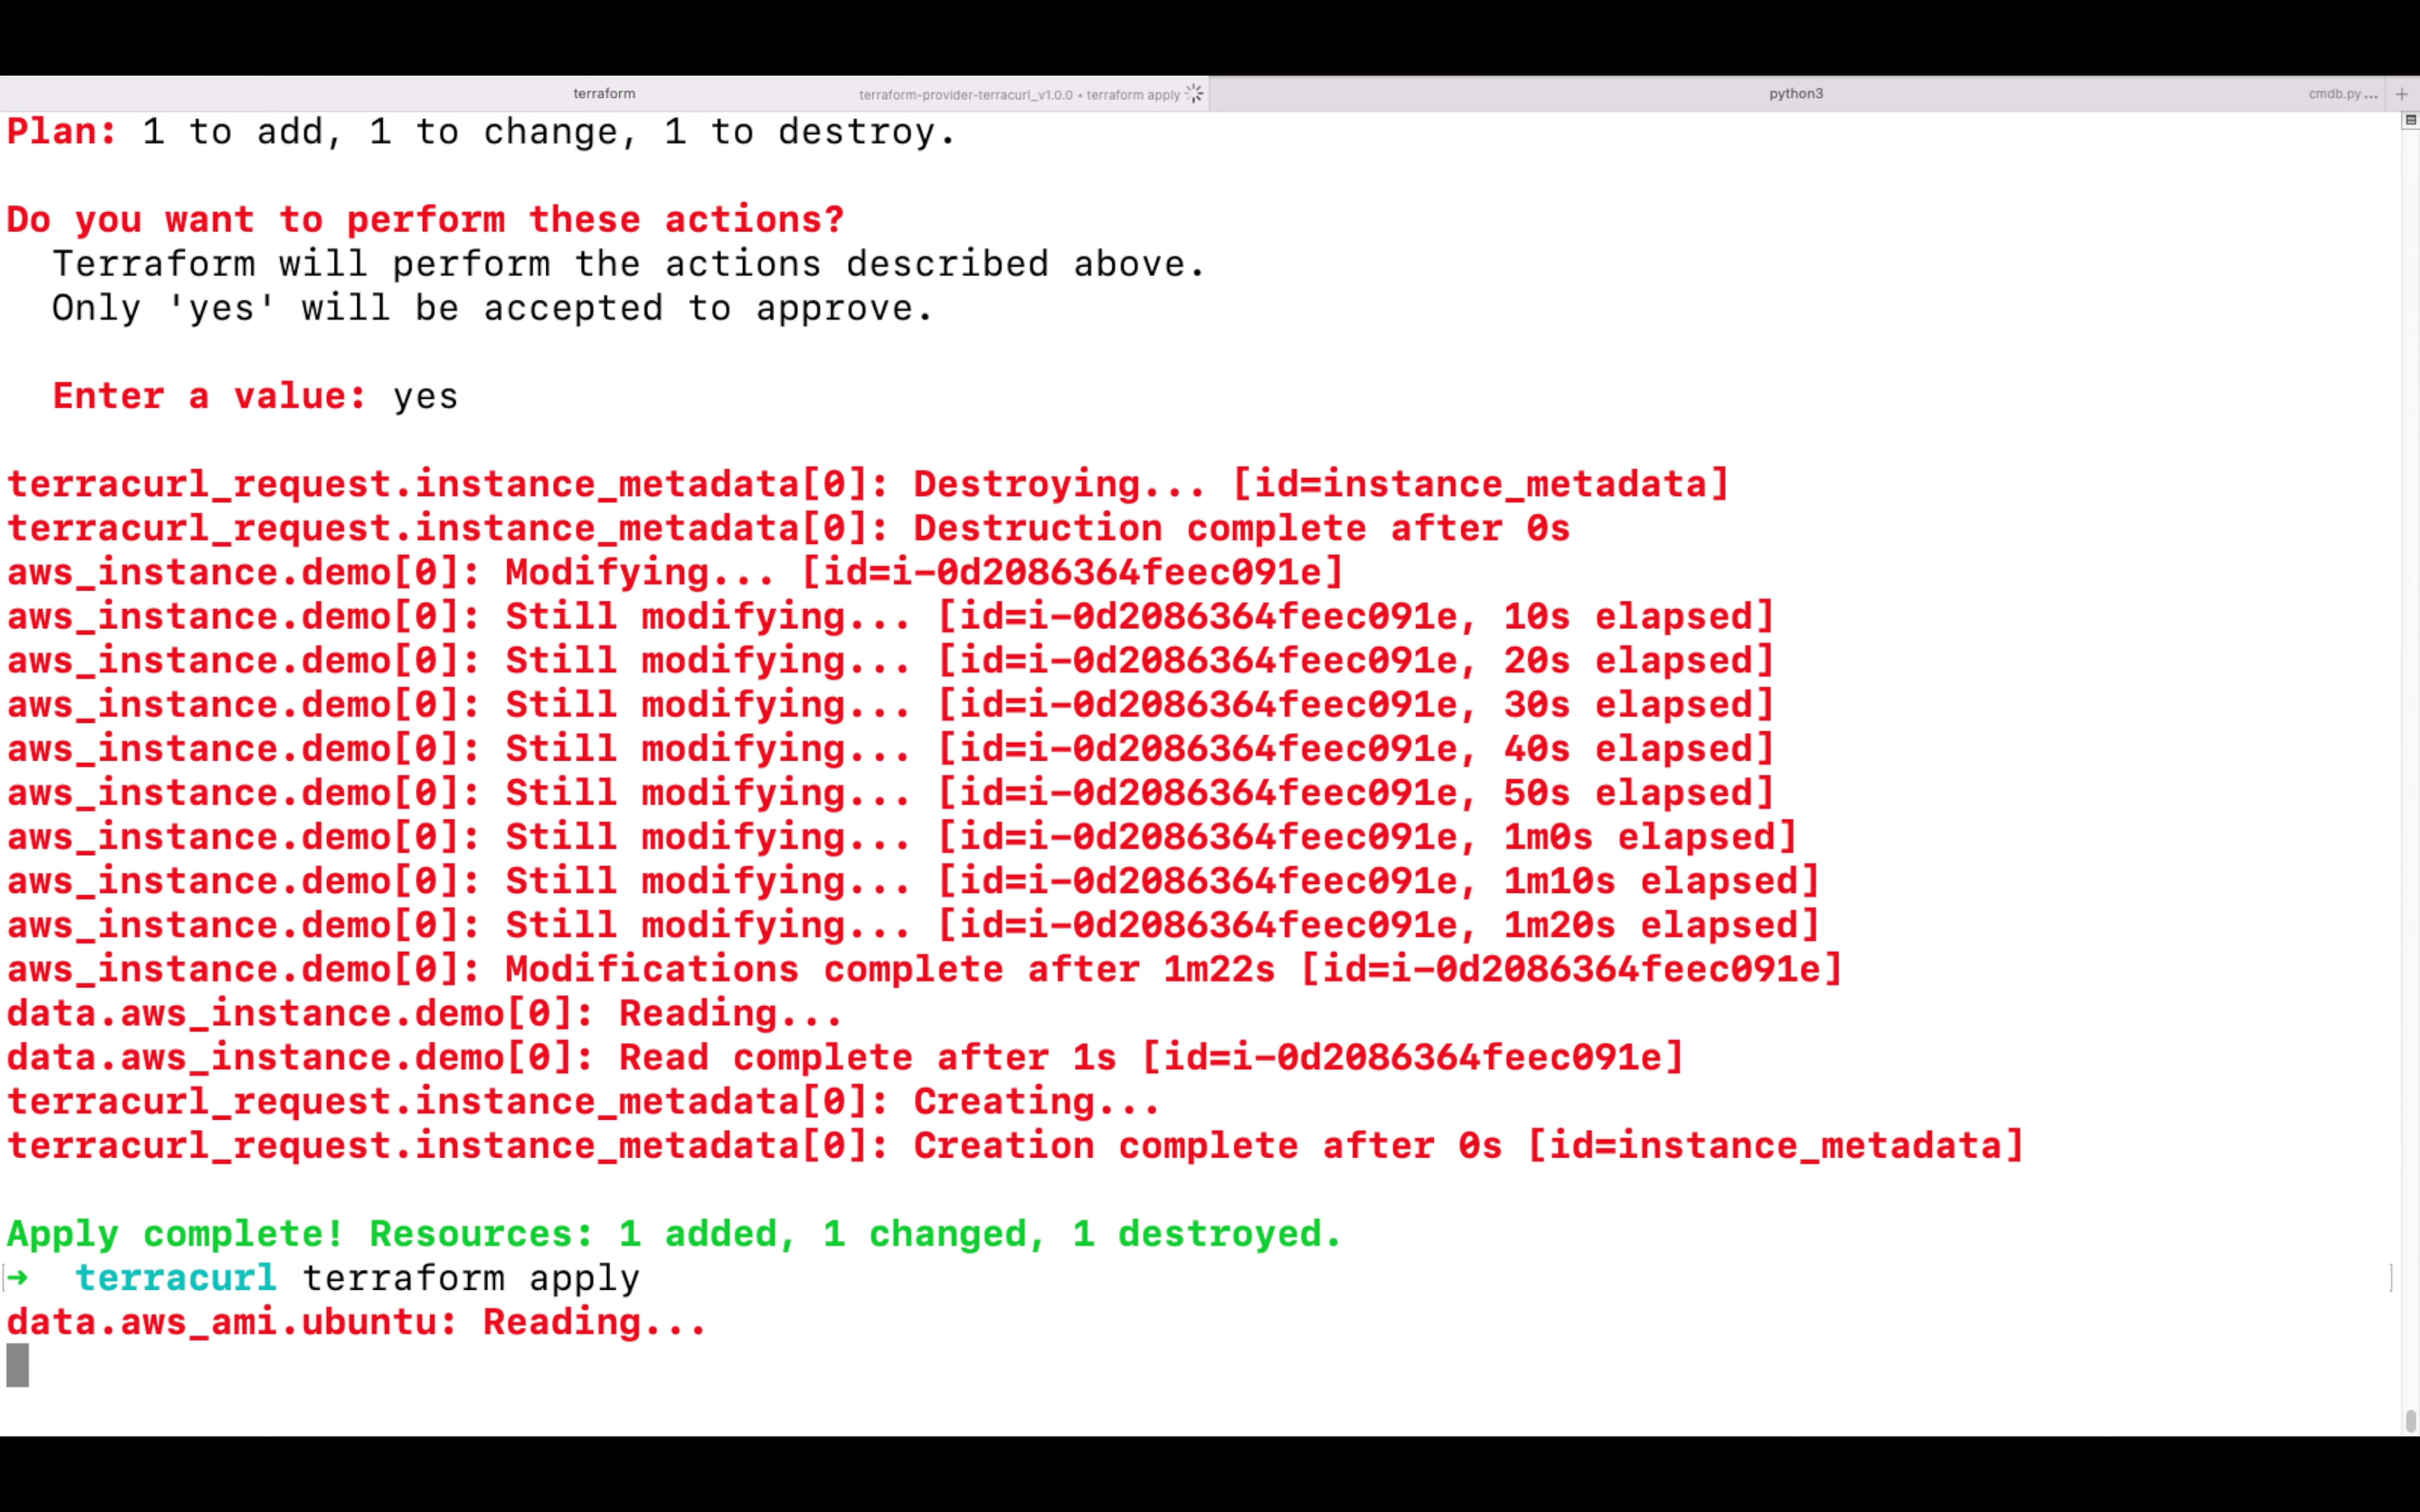 terraform
terraform-provider-terracurl_v1.0.0 • terraform apply
python3
cmdb.py...
+
Plan: 1 to add, 1 to change, 1 to destroy.
Do you want to perform these actions?
Terraform will perform the actions described above.
Only 'yes' will be accepted to approve.
Enter a value: yes
terracurl_request.instance_metadata[0]: Destroying... [id=instance_metadata]
terracurl_request.instance_metadata[0]: Destruction complete after 0s
aws_instance.demo[0]: Modifying... [id=i-0d2086364feec091e]
aws_instance.demo[0]: Still modifying... [id=i-0d2086364feec091e, 10s elapsed]
aws_instance.demo[0]: Still modifying... [id=i-0d2086364feec091e, 20s elapsed]
aws_instance.demo[0]: Still modifying... [id=i-0d2086364feec091e, 30s elapsed]
aws_instance.demo[0]: Still modifying... [id=i-0d2086364feec091e, 40s elapsed]
aws_instance.demo[0]: Still modifying... [id=i-0d2086364feec091e, 50s elapsed]
aws_instance.demo[0]: Still modifying... [id=i-0d2086364feec091e, 1m0s elapsed]
aws_instance.demo[0]: Still modifying... [id=i-0d2086364feec091e, 1m10s elapsed]
aws_instance.demo[0]: Still modifying... [id=i-0d2086364feec091e, 1m20s elapsed]
aws_instance.demo[0]: Modifications complete after 1m22s [id=i-0d2086364feec091e]
data.aws_instance.demo[0]: Reading...
data.aws_instance.demo[0]: Read complete after 1s [id=i-0d2086364feec091e]
terracurl_request.instance_metadata[0]: Creating...
terracurl_request.instance_metadata[0]: Creation complete after 0s [id=instance_metadata]
Apply complete! Resources: 1 added, 1 changed, 1 destroyed.
[→ terracurl terraform apply ]
data.aws_ami.ubuntu: Reading...